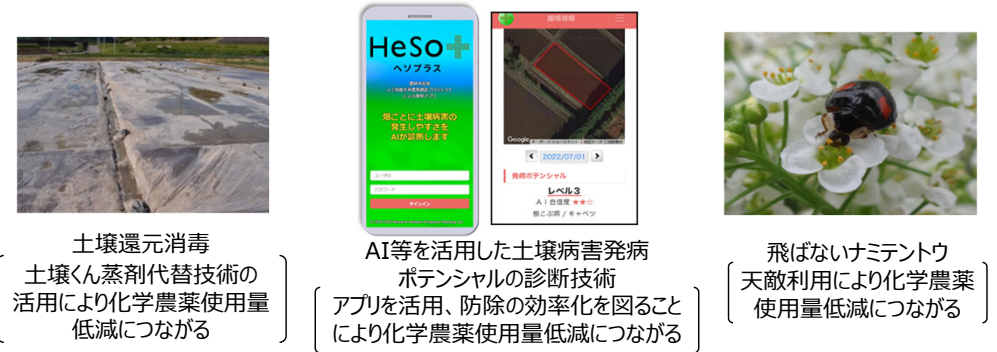 HeSo+
ヘソプラス
畑ごとに土壌病害の
発生しやすさを
AIが診断します
ユーザID
パスワード
サインイン
圃場情報
Google
2022/07/01
発病ポテンシャル
レベル3
AI自信度 ★★☆
根こぶ病 / キャベツ
土壌還元消毒
土壌くん蒸剤代替技術の
活用により化学農薬使用量
低減につながる
AI等を活用した土壌病害発病
ポテンシャルの診断技術
アプリを活用、防除の効率化を図ること
により化学農薬使用量低減につながる
飛ばないナミテントウ
天敵利用により化学農薬
使用量低減につながる